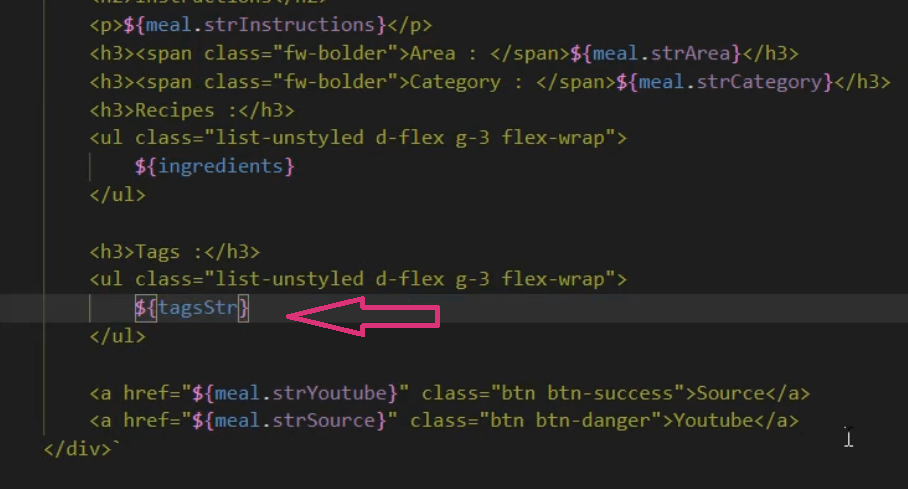 <h2>Instructions</h2>
<p>${meal.strInstructions}</p>
<h3><span class="fw-bolder">Area : </span>${meal.strArea}</h3>
<h3><span class="fw-bolder">Category : </span>${meal.strCategory}</h3>
<h3>Recipes :</h3>
<ul class="list-unstyled d-flex g-3 flex-wrap">
${ingredients}
</ul>
<h3>Tags :</h3>
<ul class="list-unstyled d-flex g-3 flex-wrap">
${tagsStr}
</ul>
<a href="${meal.strYoutube}" class="btn btn-success">Source</a>
<a href="${meal.strSource}" class="btn btn-danger">Youtube</a>
</div>`